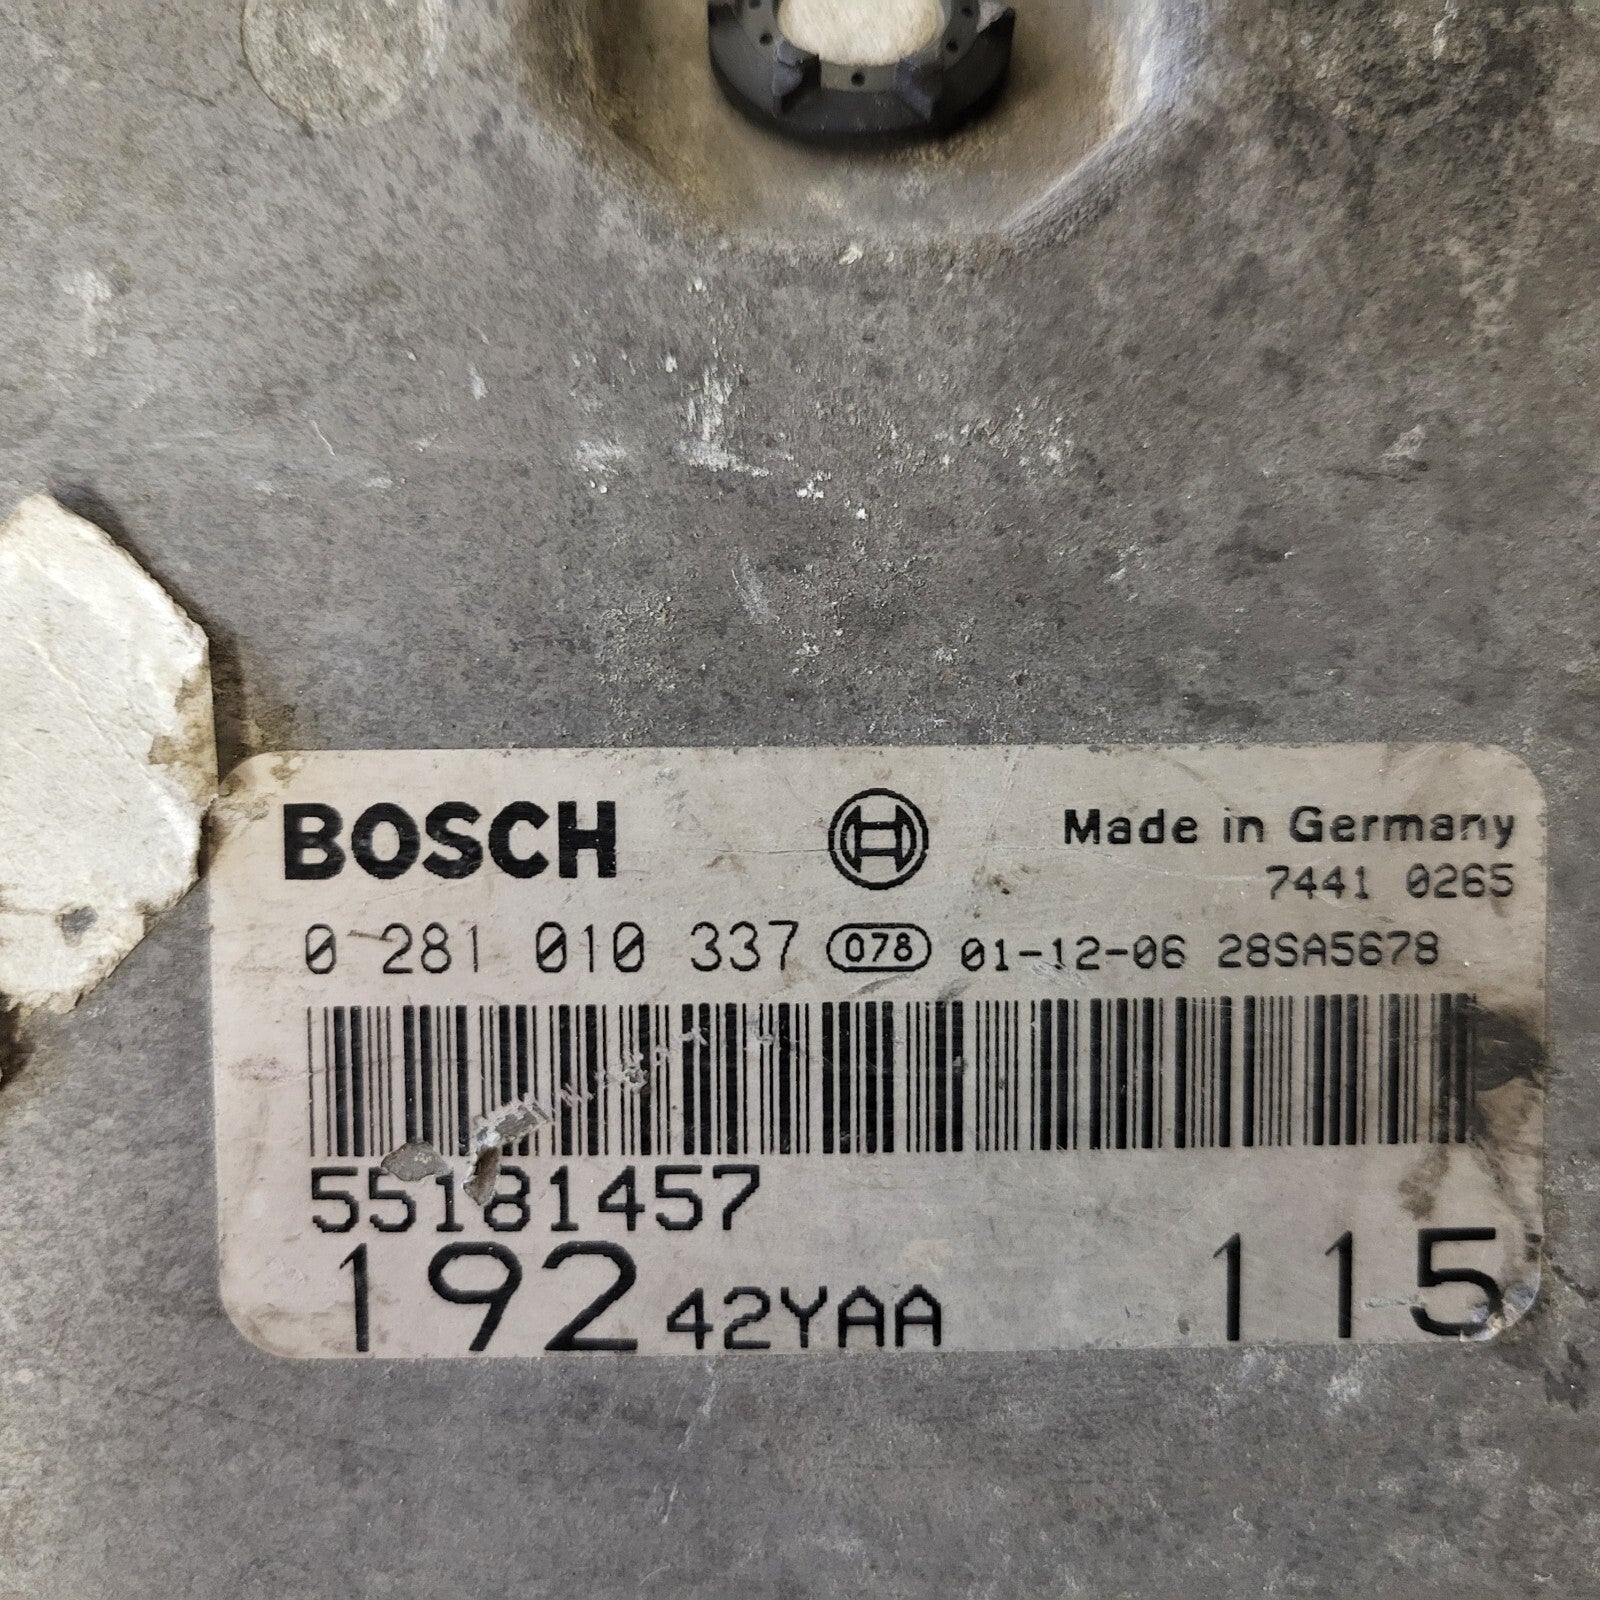 BOSCH Made in Germany
7441 0265
0 281 010 337 078 01-12-06 28SA5678
55181457
192 42YAA 115